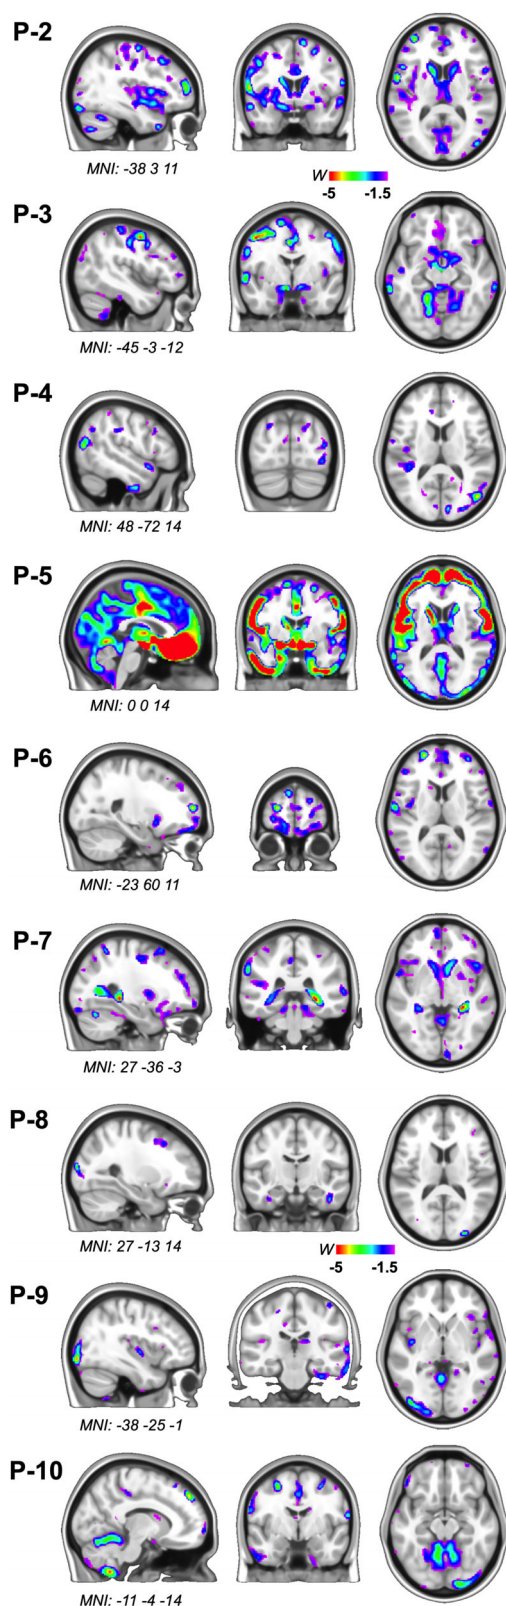 P-2
MNI: -38 3 11
W
-5 -1.5
P-3
MNI: -45 -3 -12
P-4
MNI: 48 -72 14
P-5
MNI: 0 0 14
P-6
MNI: -23 60 11
P-7
MNI: 27 -36 -3
P-8
MNI: 27 -13 14
W
-5 -1.5
P-9
MNI: -38 -25 -1
P-10
MNI: -11 -4 -14